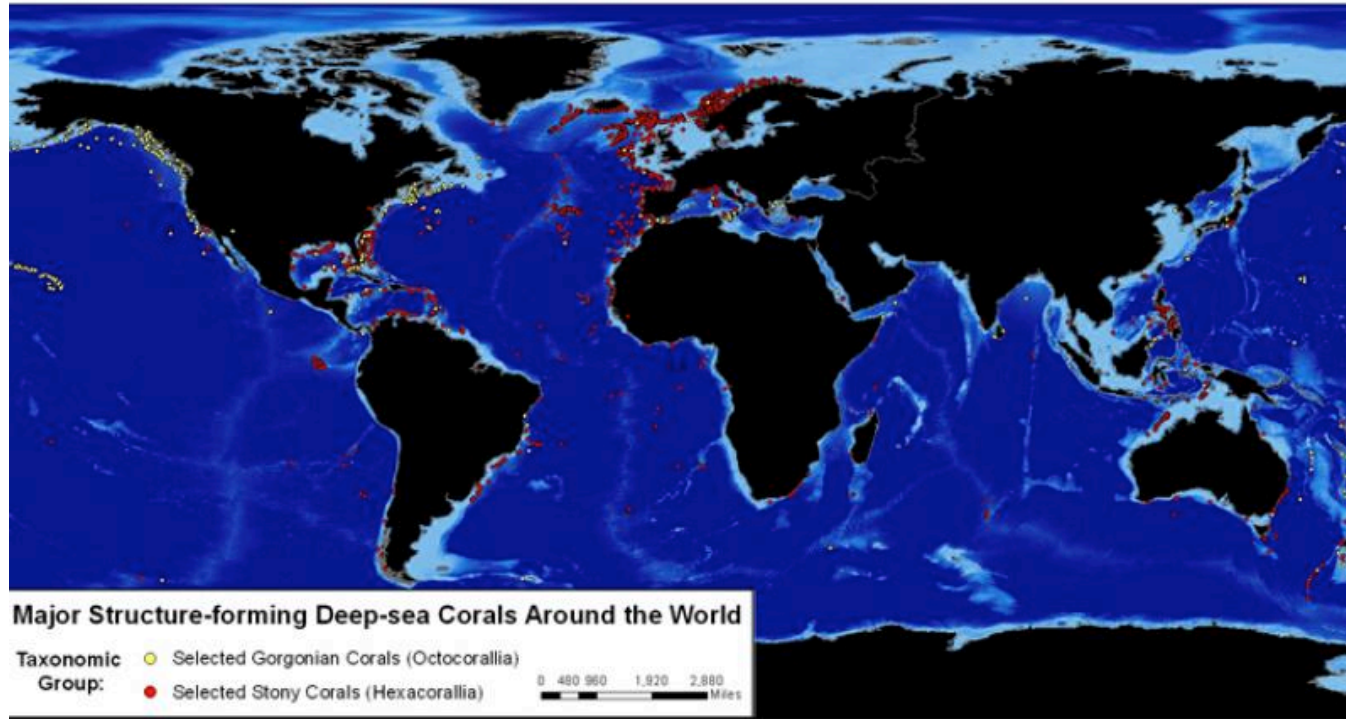 Major Structure-forming Deep-sea Corals Around the World
Taxonomic Group:
Selected Gorgonian Corals (Octocorallia)
Selected Stony Corals (Hexacorallia)
0 480 960 1,920 2,880
Miles